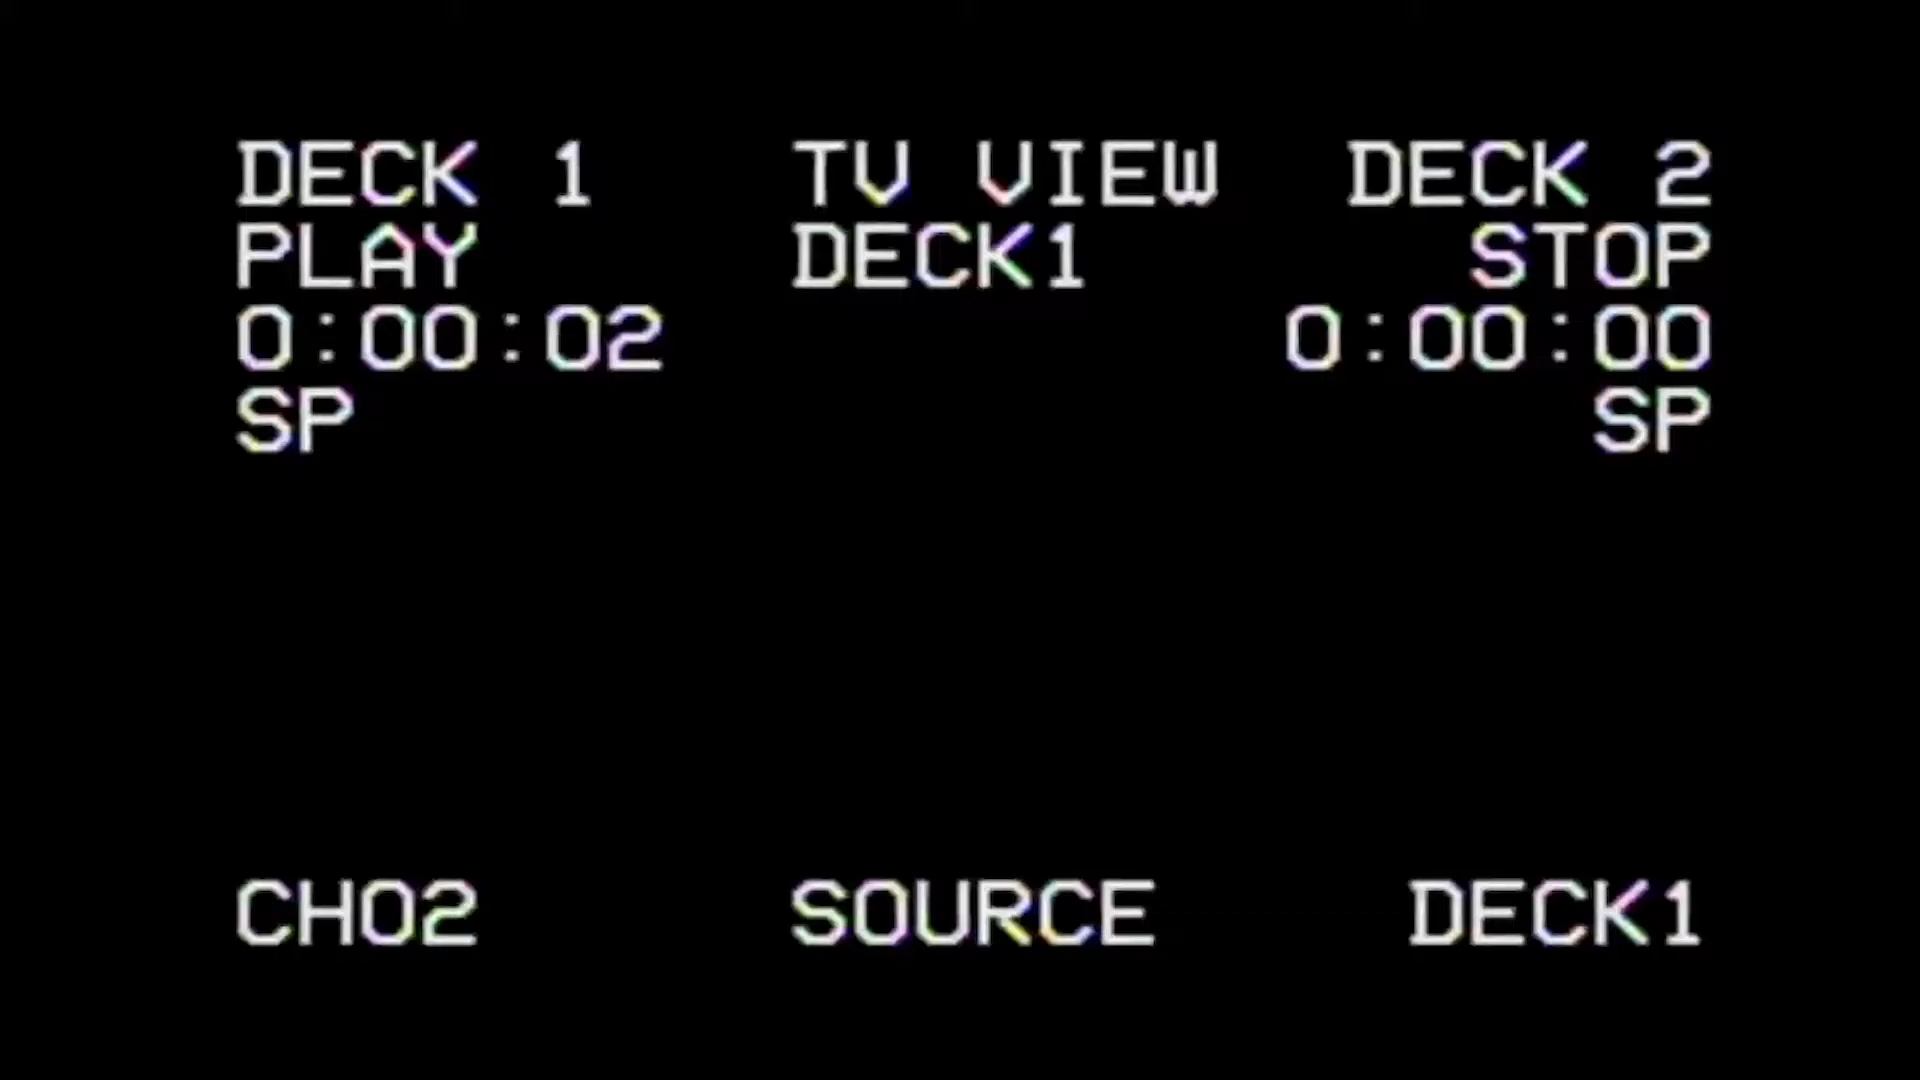 DECK 1 TV VIEW DECK 2
PLAY DECK1 STOP
0:00:02 0:00:00
SP SP
CH02 SOURCE DECK1